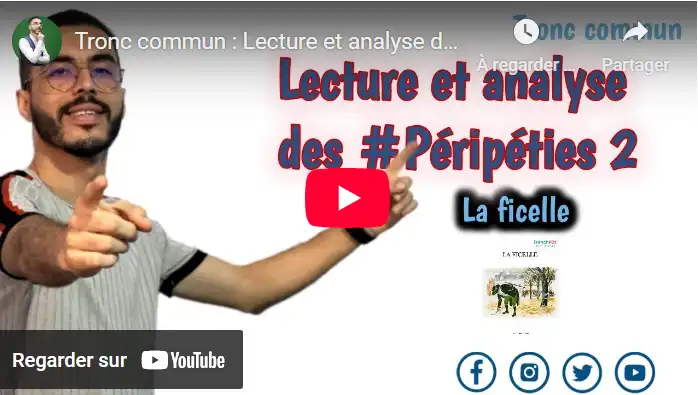 Tronc commun : Lecture et analyse d...
Tronc commun
À regarder ...
Partager
Lecture et analyse
des #Péripéties 2
La ficelle
LA FICELLE
Regarder sur YouTube